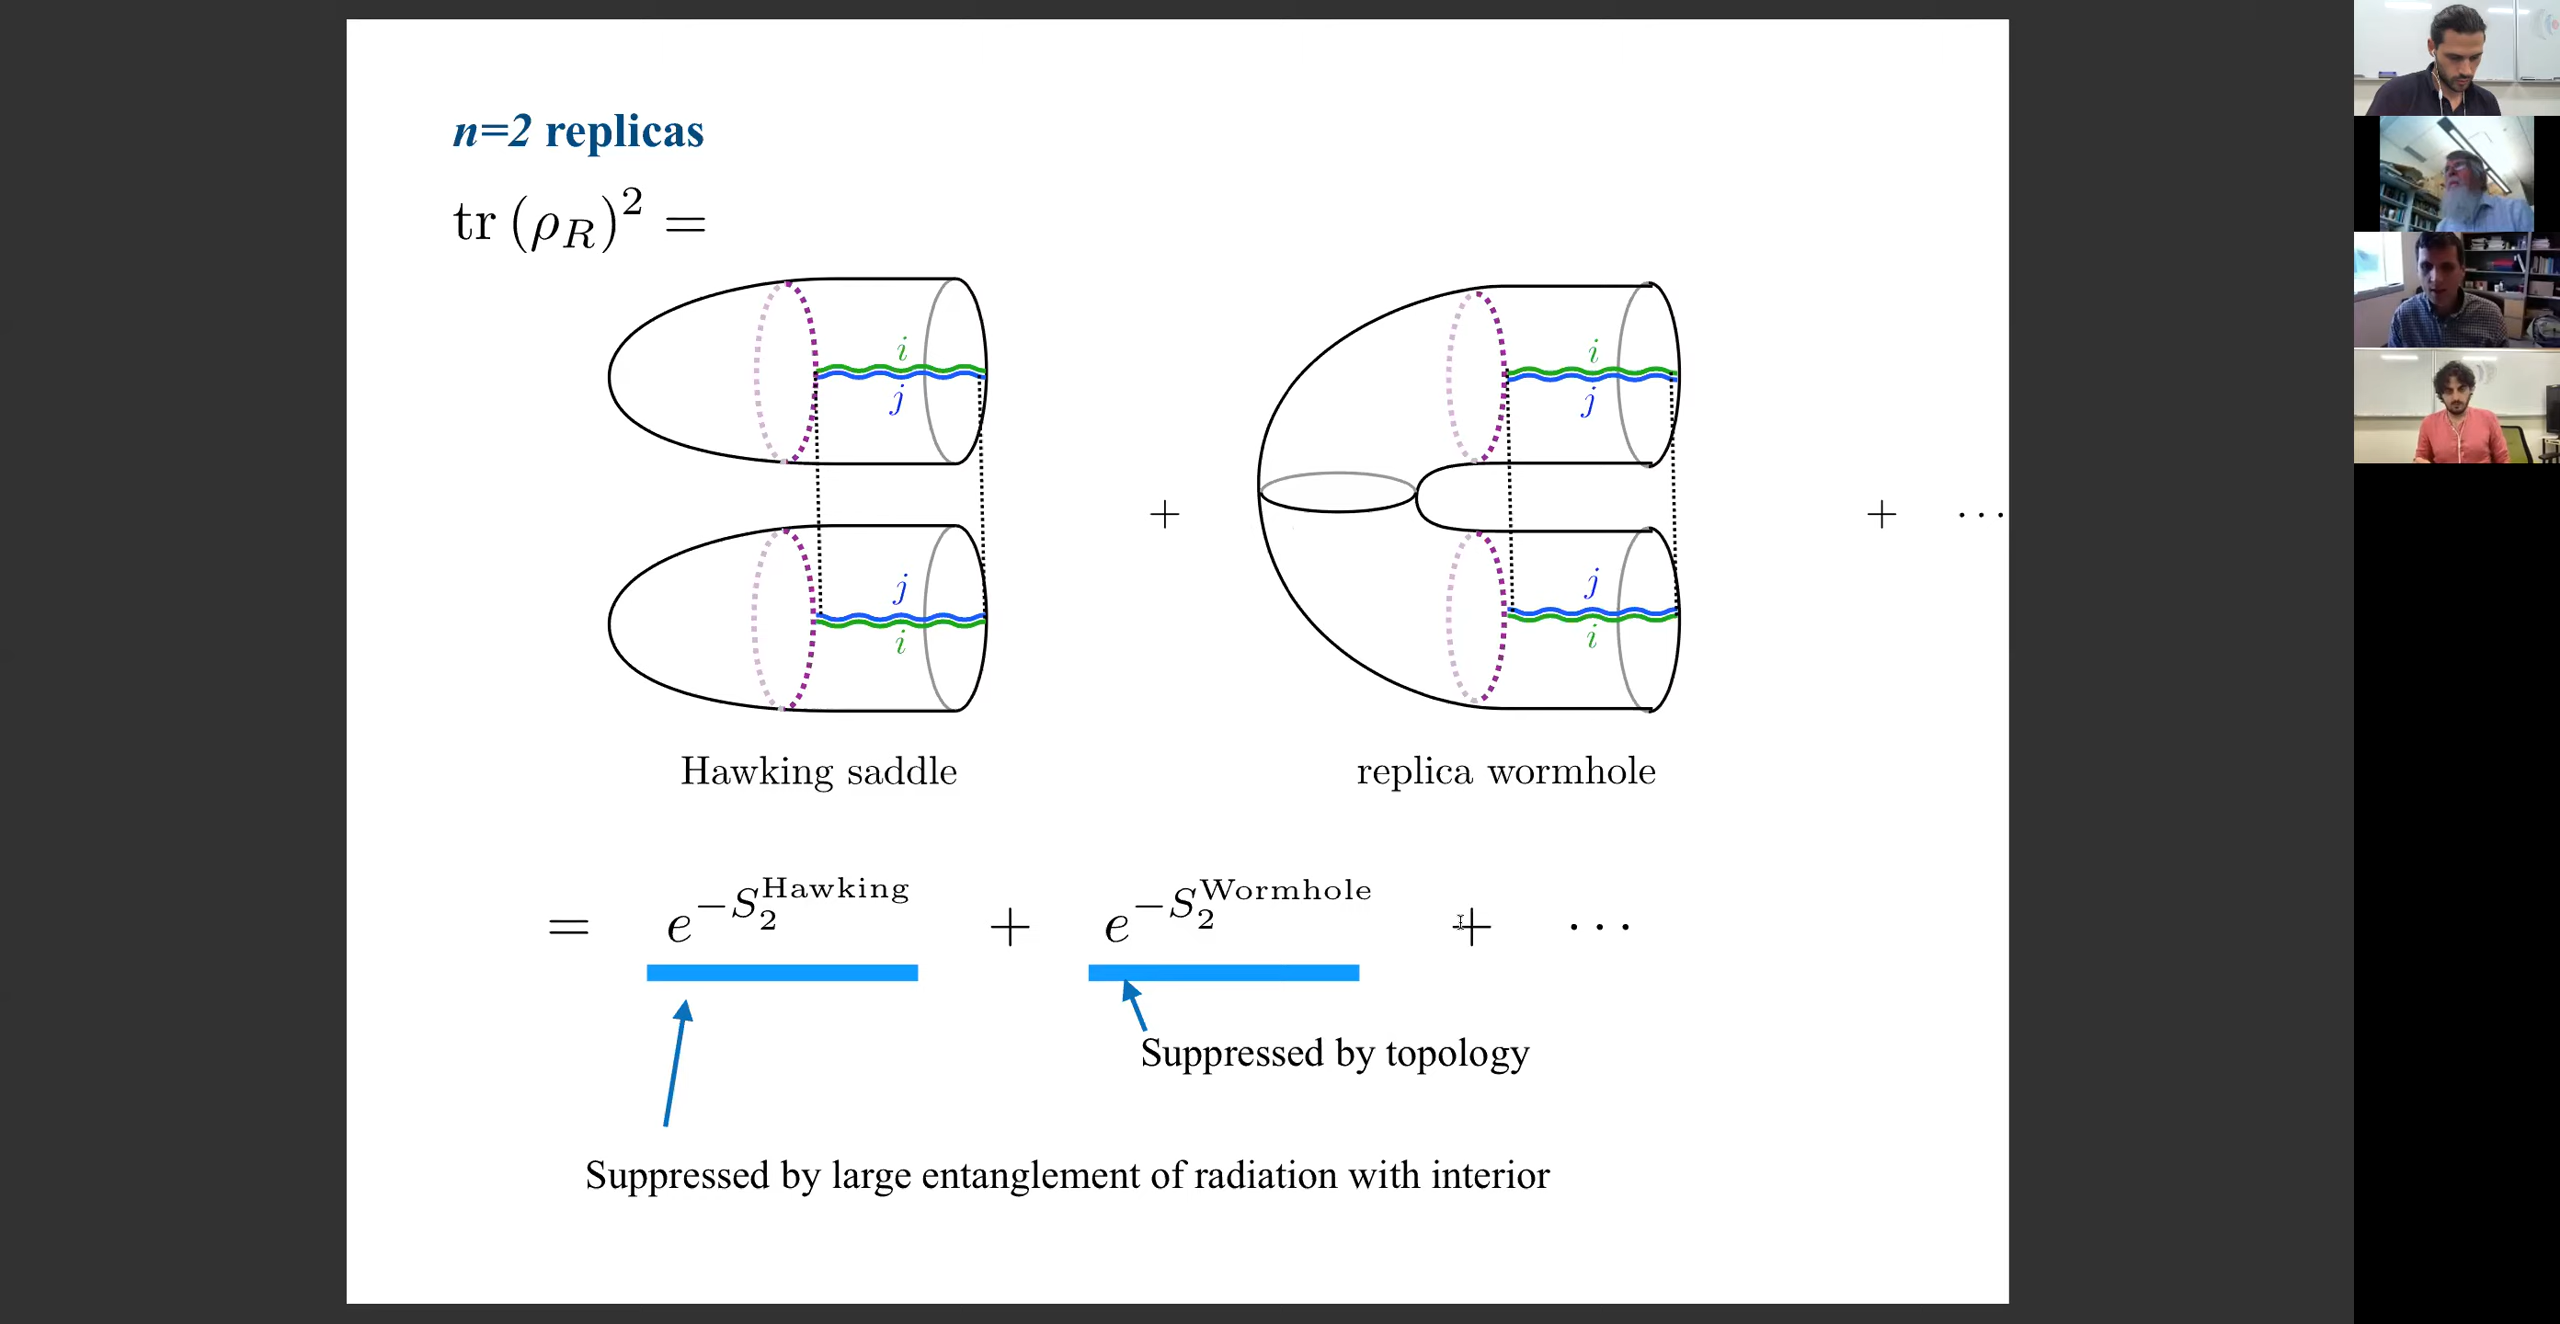 n=2 replicas
tr (ρ_R)^2 =
i i
j j
+ + ···
j j
i i
Hawking saddle replica wormhole
= e^{-S_2^{Hawking}} + e^{-S_2^{Wormhole}} + ···
Suppressed by topology
Suppressed by large entanglement of radiation with interior